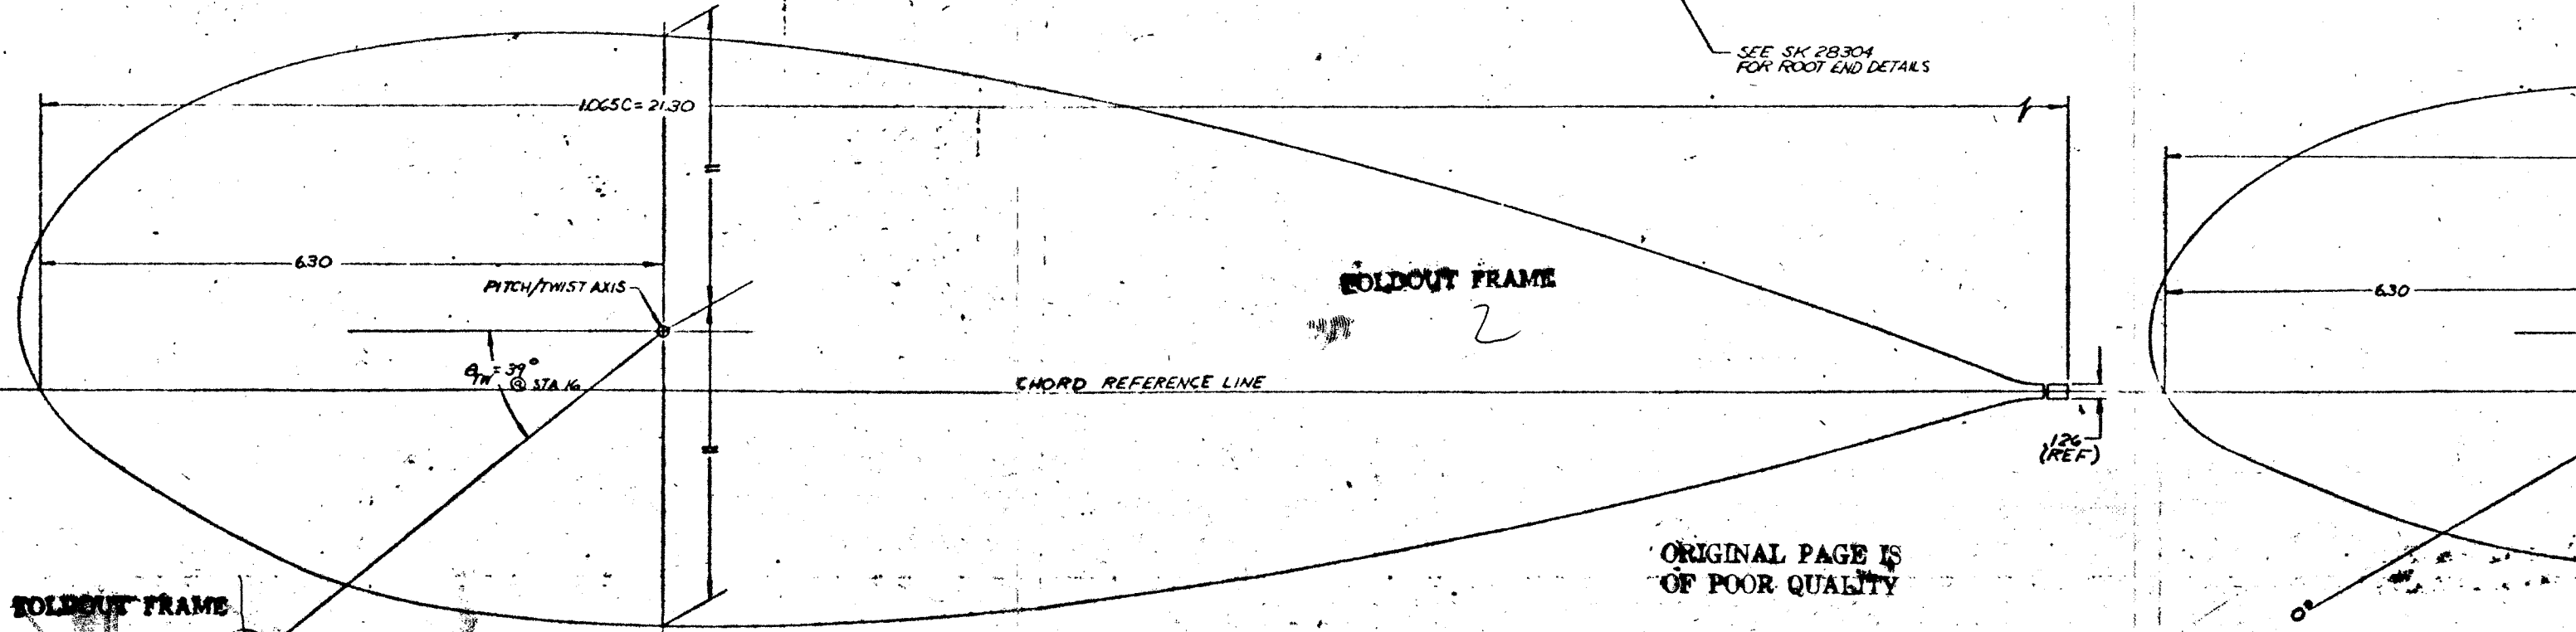 SEE SK 28304
FOR ROOT END DETAILS
1.065C = 21.30
6.30
6.30
PITCH/TWIST AXIS
FOLDOUT FRAME
2
θTW = 39°
@ STA 16
CHORD REFERENCE LINE
.126
(REF)
ORIGINAL PAGE IS
OF POOR QUALITY
FOLDOUT FRAME
0°